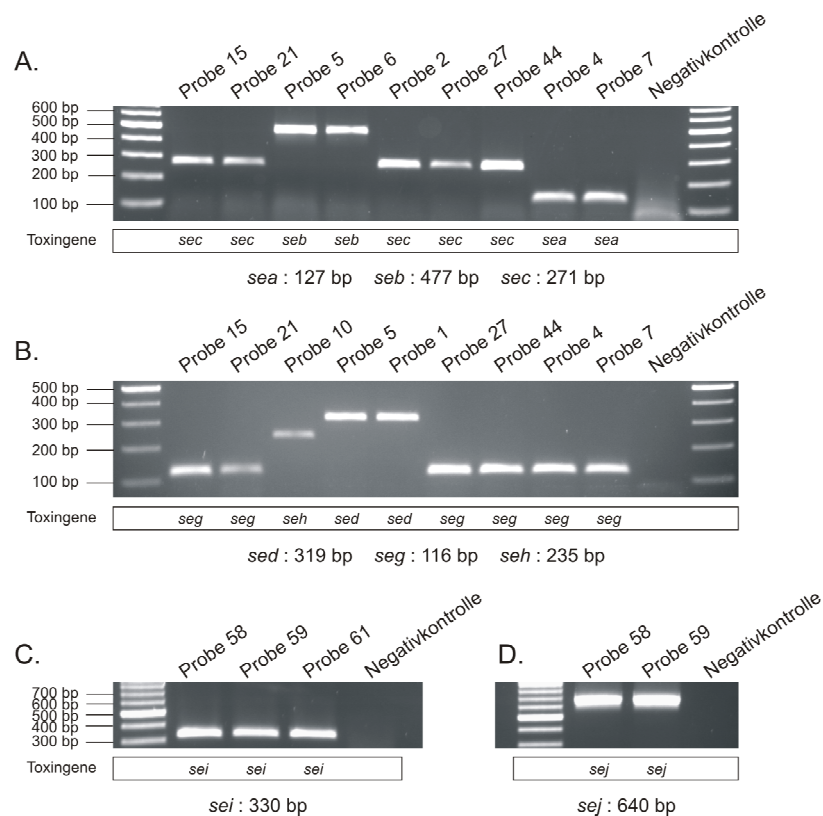 A.
Probe 15 Probe 21 Probe 5 Probe 6 Probe 2 Probe 27 Probe 44 Probe 4 Probe 7 Negativkontrolle
600 bp
500 bp
400 bp
300 bp
200 bp
100 bp
Toxingene sec sec seb seb sec sec sec sea sea
sea : 127 bp seb : 477 bp sec : 271 bp
B.
Probe 15 Probe 21 Probe 10 Probe 5 Probe 1 Probe 27 Probe 44 Probe 4 Probe 7 Negativkontrolle
500 bp
400 bp
300 bp
200 bp
100 bp
Toxingene seg seg seh sed sed seg seg seg seg
sed : 319 bp seg : 116 bp seh : 235 bp
C.
Probe 58 Probe 59 Probe 61 Negativkontrolle
700 bp
600 bp
500 bp
400 bp
300 bp
Toxingene sei sei sei
sei : 330 bp
D.
Probe 58 Probe 59 Negativkontrolle
sej sej
sej : 640 bp